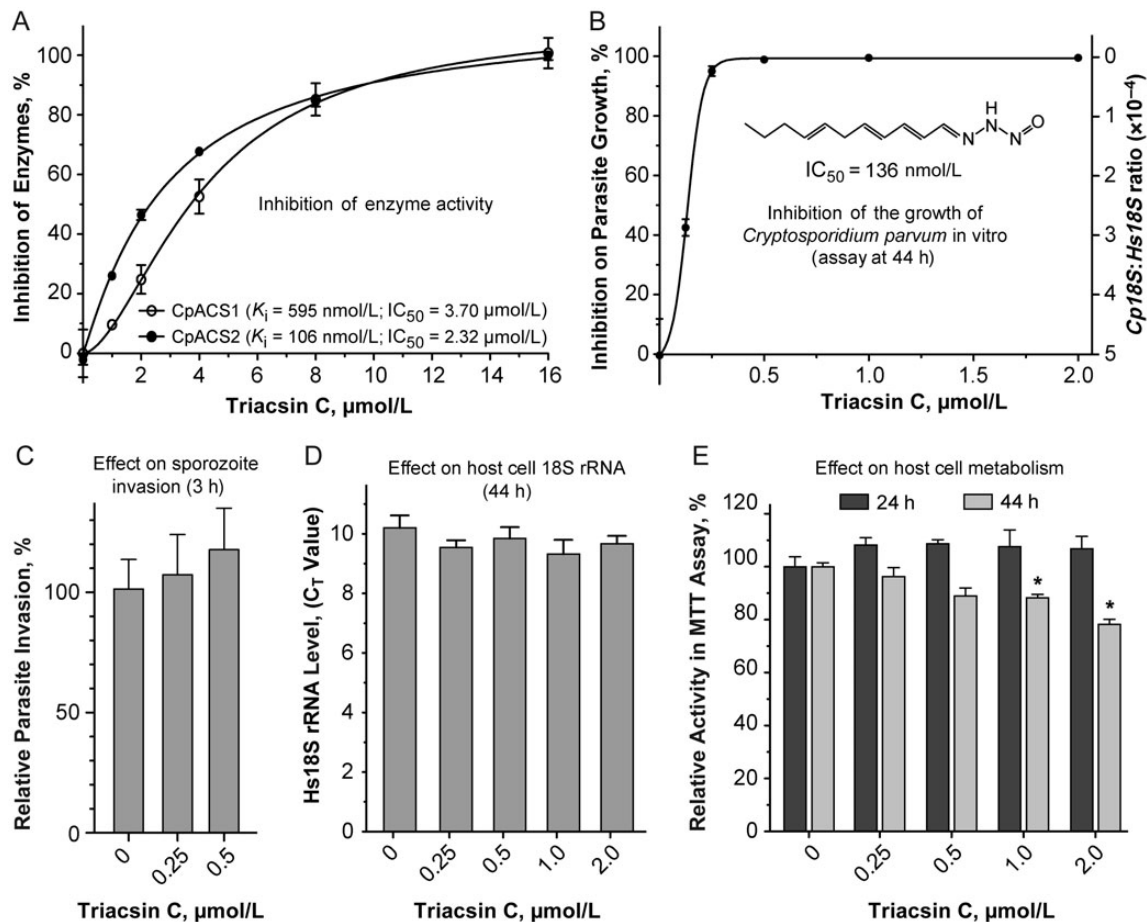 A
Inhibition of Enzymes, %
100
80
60
40
20
0
Inhibition of enzyme activity
CpACS1 (Ki = 595 nmol/L; IC50 = 3.70 µmol/L)
CpACS2 (Ki = 106 nmol/L; IC50 = 2.32 µmol/L)
2 4 6 8 10 12 14 16
Triacsin C, µmol/L
B
Inhibition on Parasite Growth, %
100
80
60
40
20
0
H
N N N O
IC50 = 136 nmol/L
Inhibition of the growth of
Cryptosporidium parvum in vitro
(assay at 44 h)
0
1
2
3
4
5
Cp18S:Hs18S ratio (×10–4)
0.5 1.0 1.5 2.0
Triacsin C, µmol/L
C
Effect on sporozoite
invasion (3 h)
Relative Parasite Invasion, %
100
50
0
0 0.25 0.5
Triacsin C, µmol/L
D
Effect on host cell 18S rRNA
(44 h)
Hs18S rRNA Level, (CT Value)
12
10
8
6
4
2
0
0 0.25 0.5 1.0 2.0
Triacsin C, µmol/L
E
Effect on host cell metabolism
24 h 44 h
Relative Activity in MTT Assay, %
120
100
80
60
40
20
0
* *
0 0.25 0.5 1.0 2.0
Triacsin C, µmol/L